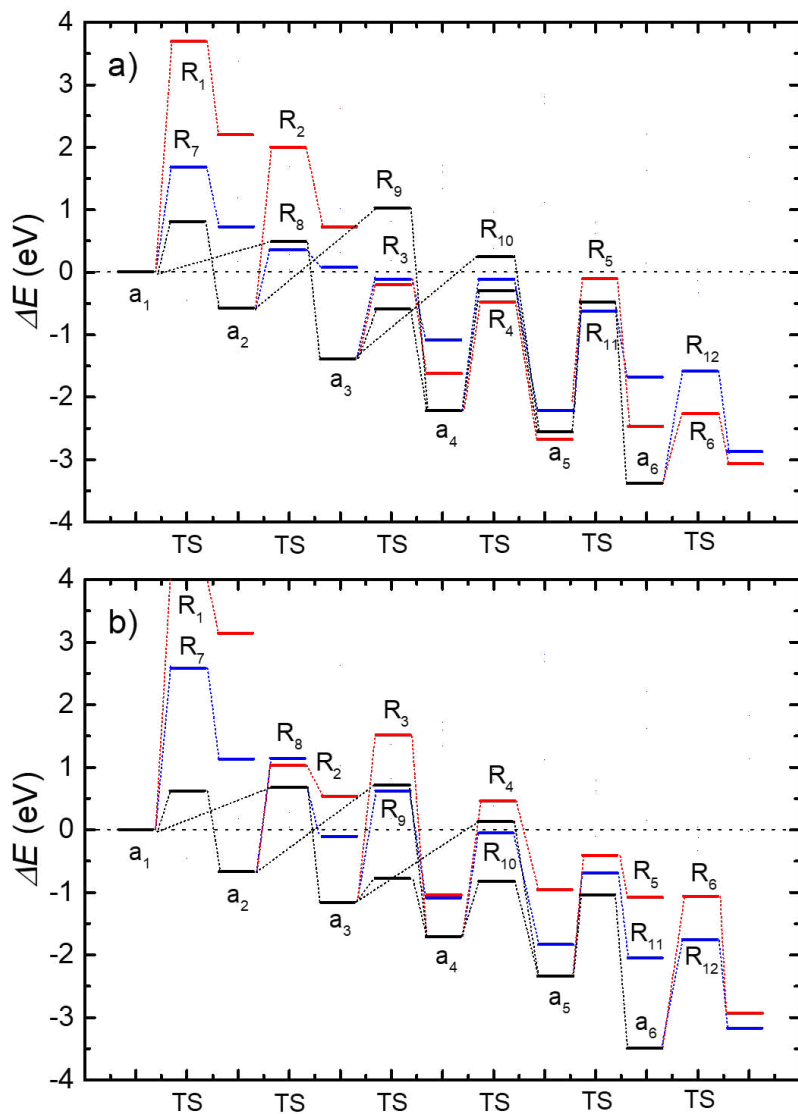 a)
ΔE (eV)
4
3
2
1
0
-1
-2
-3
-4
R₁
R₂
R₇
R₈
R₉
R₃
R₁₀
R₄
R₅
R₁₁
R₁₂
R₆
a₁
a₂
a₃
a₄
a₅
a₆
TS TS TS TS TS TS
b)
ΔE (eV)
4
3
2
1
0
-1
-2
-3
-4
R₁
R₇
R₈
R₂
R₃
R₉
R₄
R₁₀
R₅
R₆
R₁₁
R₁₂
a₁
a₂
a₃
a₄
a₅
a₆
TS TS TS TS TS TS